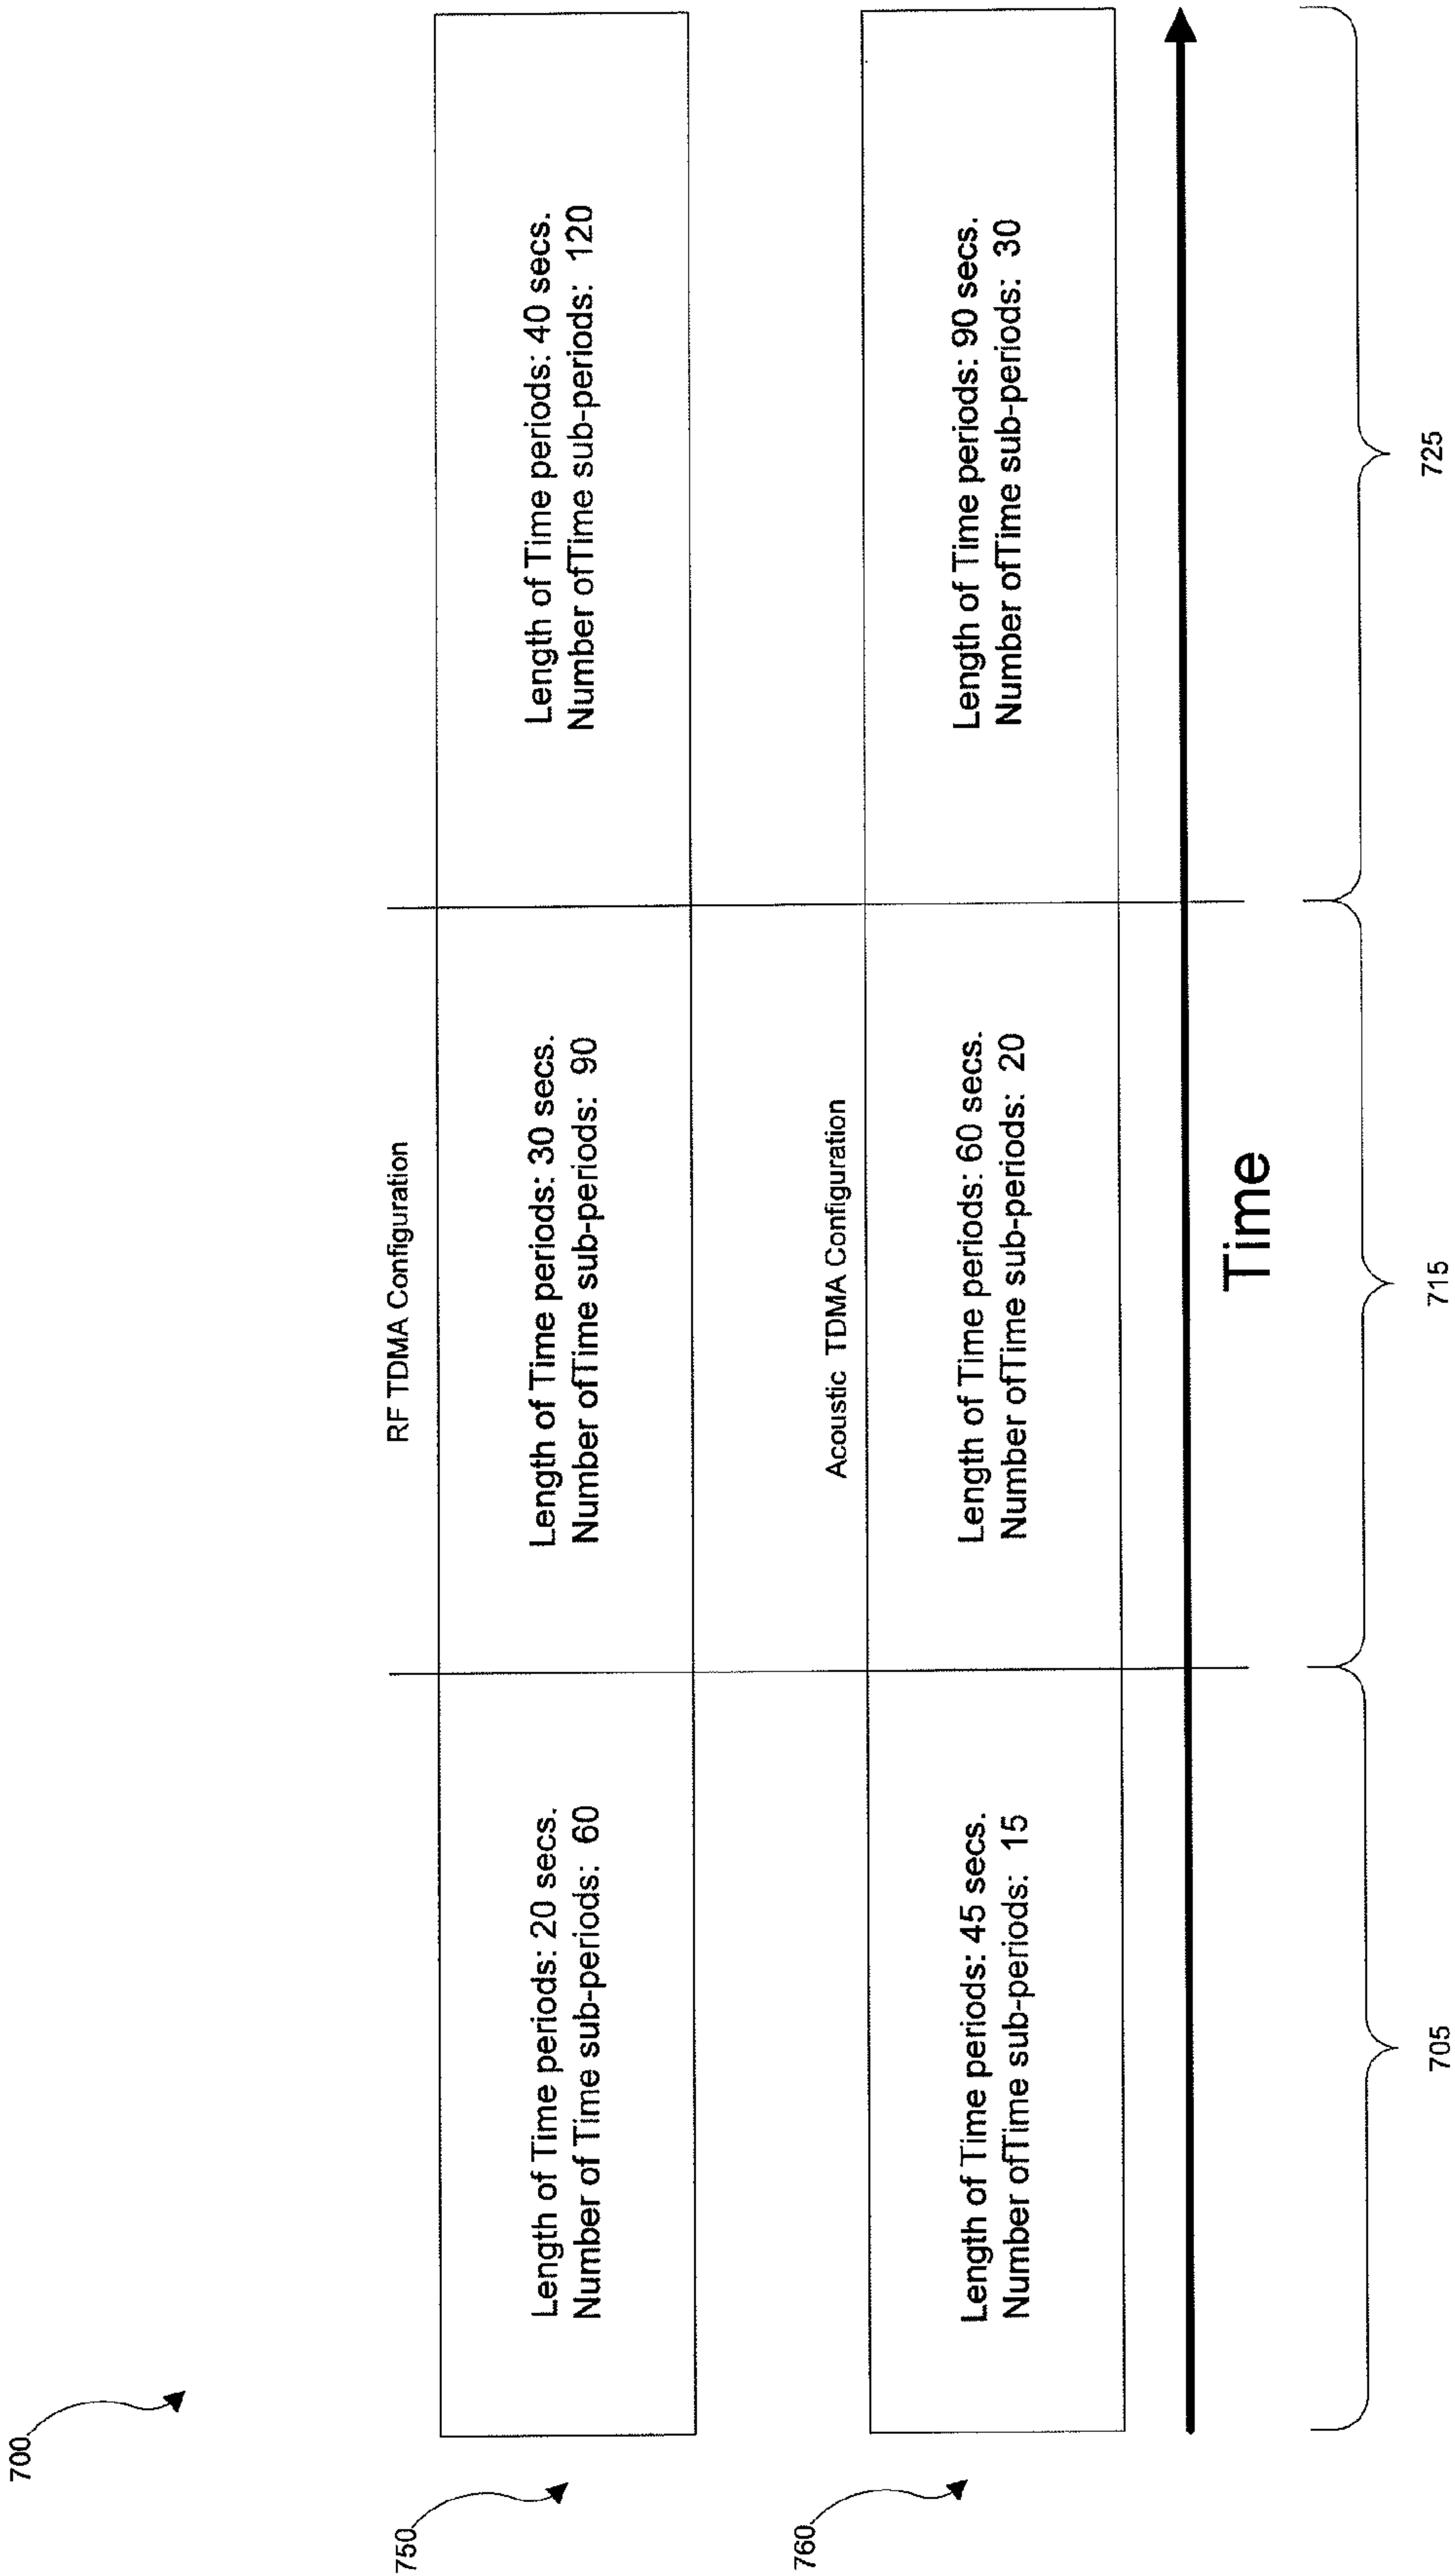 700
RF TDMA Configuration
750
Length of Time periods: 20 secs.
Number of Time sub-periods: 60
Length of Time periods: 30 secs.
Number ofTime sub-periods: 90
Length of Time periods: 40 secs.
Number ofTime sub-periods: 120
Acoustic TDMA Configuration
760
Length of Time periods: 45 secs.
Number ofTime sub-periods: 15
Length of Time periods: 60 secs.
Number ofTime sub-periods: 20
Length of Time periods: 90 secs.
Number ofTime sub-periods: 30
Time
705
715
725